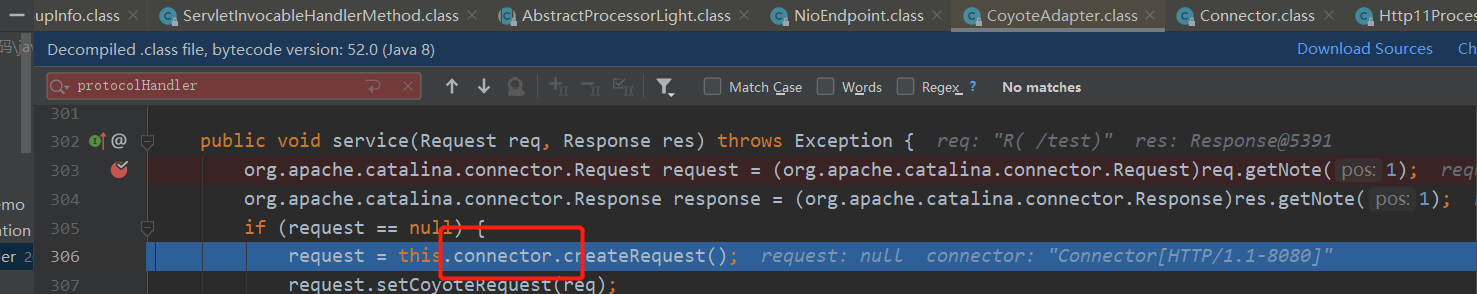 upInfo.class ServletInvocableHandlerMethod.class AbstractProcessorLight.class NioEndpoint.class CoyoteAdapter.class Connector.class Http11Proces
码\jav
Decompiled .class file, bytecode version: 52.0 (Java 8) Download Sources Ch
protocolHandler Match Case Words Regex ? No matches
301
302 @ public void service(Request req, Response res) throws Exception { req: "R( /test)" res: Response@5391
303 org.apache.catalina.connector.Request request = (org.apache.catalina.connector.Request)req.getNote( pos: 1); requ
emo 304 org.apache.catalina.connector.Response response = (org.apache.catalina.connector.Response)res.getNote( pos: 1);
ation 305 if (request == null) {
ler 2 306 request = this.connector.createRequest(); request: null connector: "Connector[HTTP/1.1-8080]"
307 request.setCoyoteRequest(req);